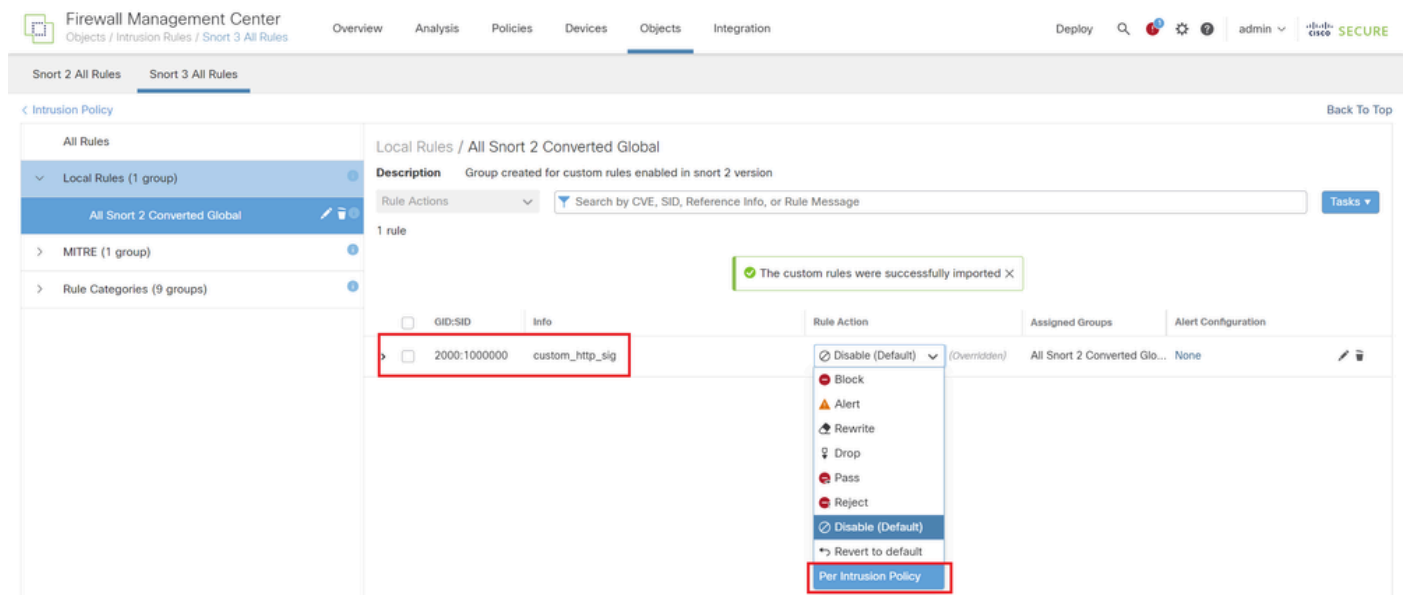 Firewall Management Center
Objects / Intrusion Rules / Snort 3 All Rules
Overview Analysis Policies Devices Objects Integration
Deploy admin cisco SECURE
Snort 2 All Rules Snort 3 All Rules
< Intrusion Policy
Back To Top
All Rules
Local Rules (1 group)
All Snort 2 Converted Global
MITRE (1 group)
Rule Categories (9 groups)
Local Rules / All Snort 2 Converted Global
Description Group created for custom rules enabled in snort 2 version
Rule Actions Search by CVE, SID, Reference Info, or Rule Message Tasks
1 rule
The custom rules were successfully imported
GID:SID Info Rule Action Assigned Groups Alert Configuration
2000:1000000 custom_http_sig Disable (Default) (Overridden) All Snort 2 Converted Glo... None
Block
Alert
Rewrite
Drop
Pass
Reject
Disable (Default)
Revert to default
Per Intrusion Policy